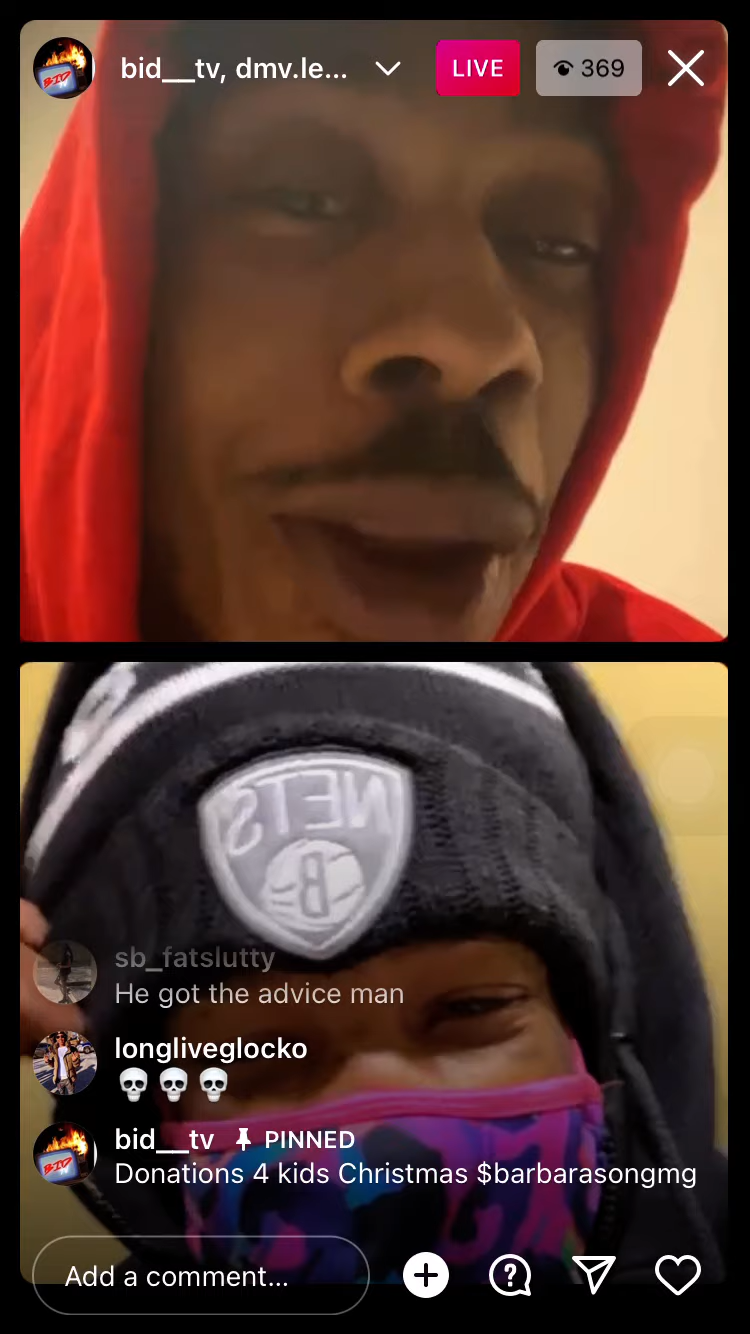 bid__tv, dmv.le...
LIVE
369
NETS
B
sb_fatslutty
He got the advice man
longliveglocko
💀💀💀
bid__tv PINNED
Donations 4 kids Christmas $barbarasongmg
Add a comment...